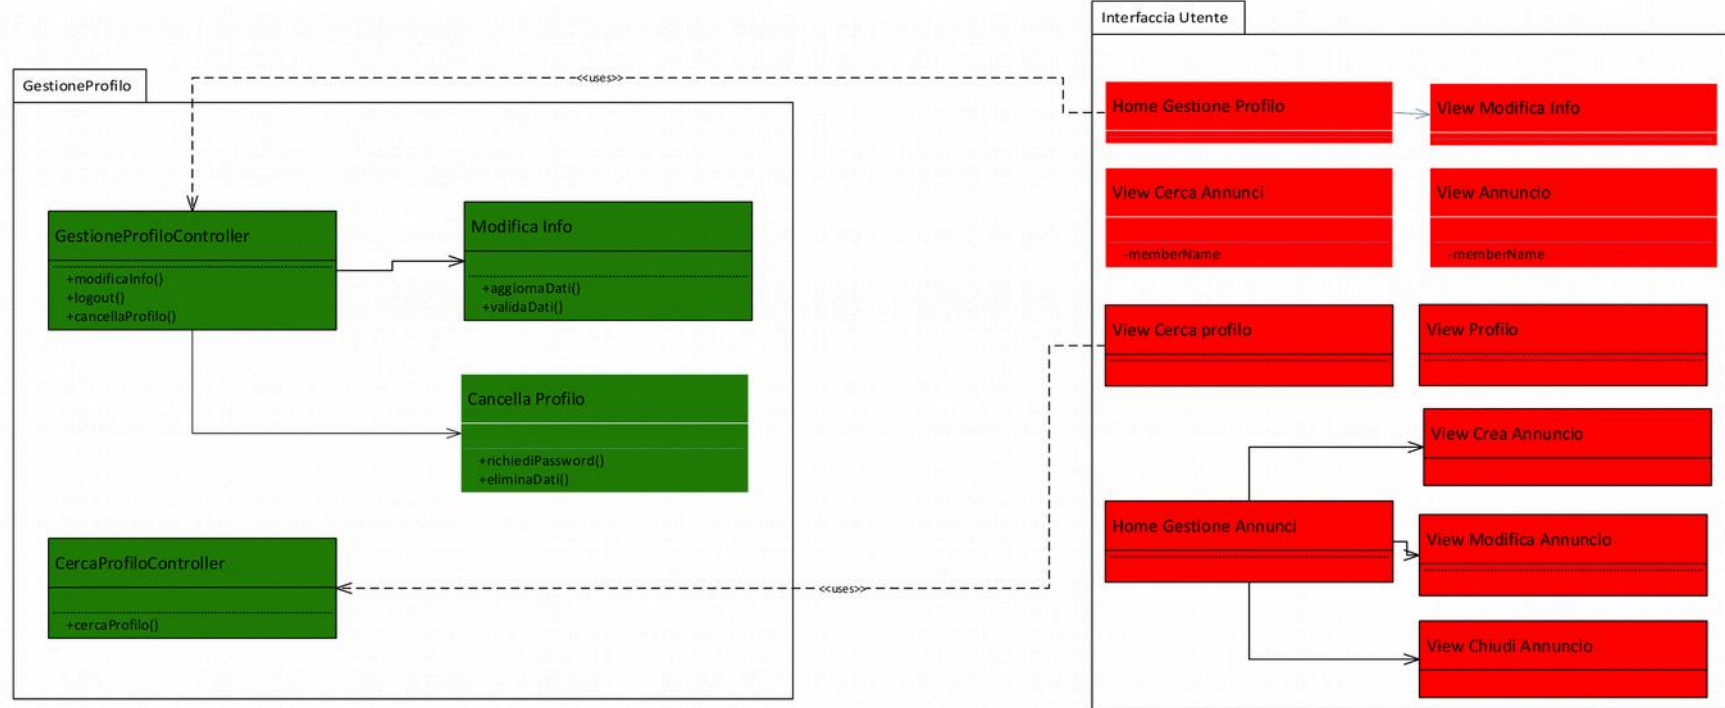 Interfaccia Utente
GestioneProfilo
<<uses>>
Home Gestione Profilo
View Modifica Info
View Cerca Annunci
-memberName
View Annuncio
-memberName
GestioneProfiloController
+modificaInfo()
+logout()
+cancellaProfilo()
Modifica Info
+aggiornaDati()
+validaDati()
View Cerca profilo
View Profilo
Cancella Profilo
+richiediPassword()
+eliminaDati()
View Crea Annuncio
Home Gestione Annunci
View Modifica Annuncio
CercaProfiloController
+cercaProfilo()
<<uses>>
View Chiudi Annuncio